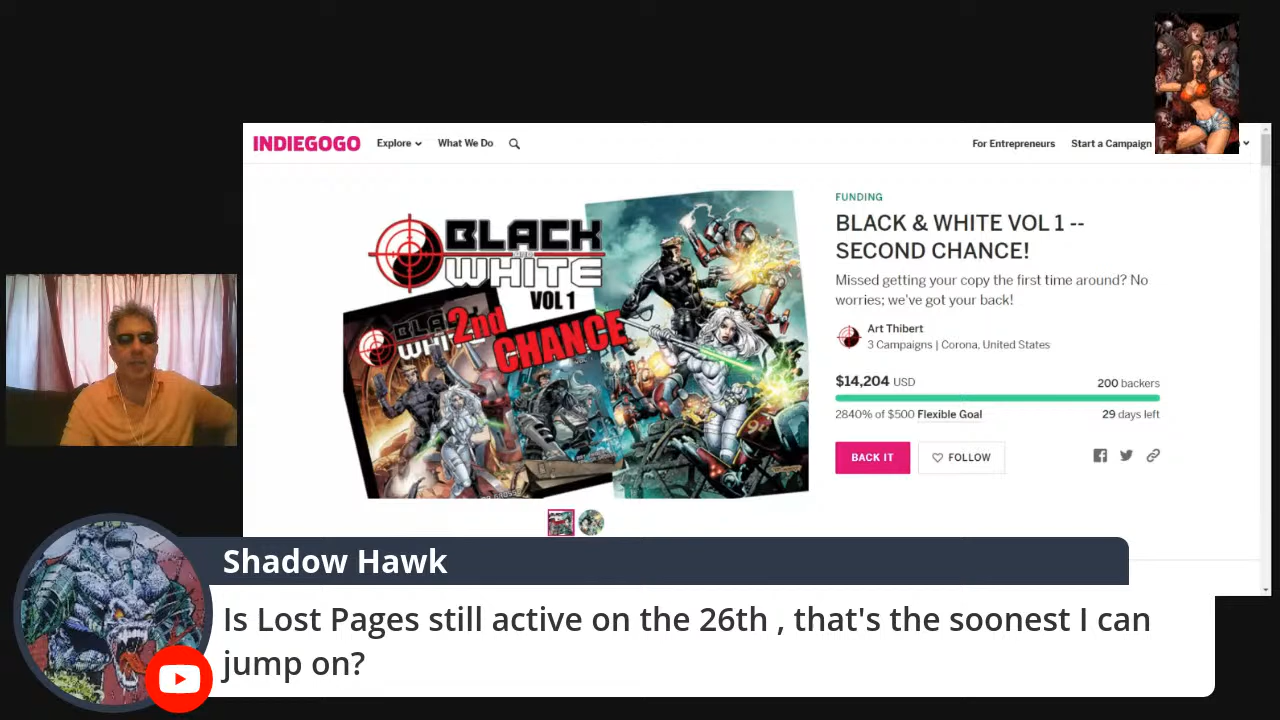 INDIEGOGO Explore What We Do
For Entrepreneurs Start a Campaign
FUNDING
BLACK & WHITE VOL 1 --
SECOND CHANCE!
Missed getting your copy the first time around? No
worries; we've got your back!
Art Thibert
3 Campaigns | Corona, United States
$14,204 USD 200 backers
2840% of $500 Flexible Goal 29 days left
BACK IT FOLLOW
BLACK
WHITE
VOL 1
2nd
CHANCE
Shadow Hawk
Is Lost Pages still active on the 26th , that's the soonest I can
jump on?